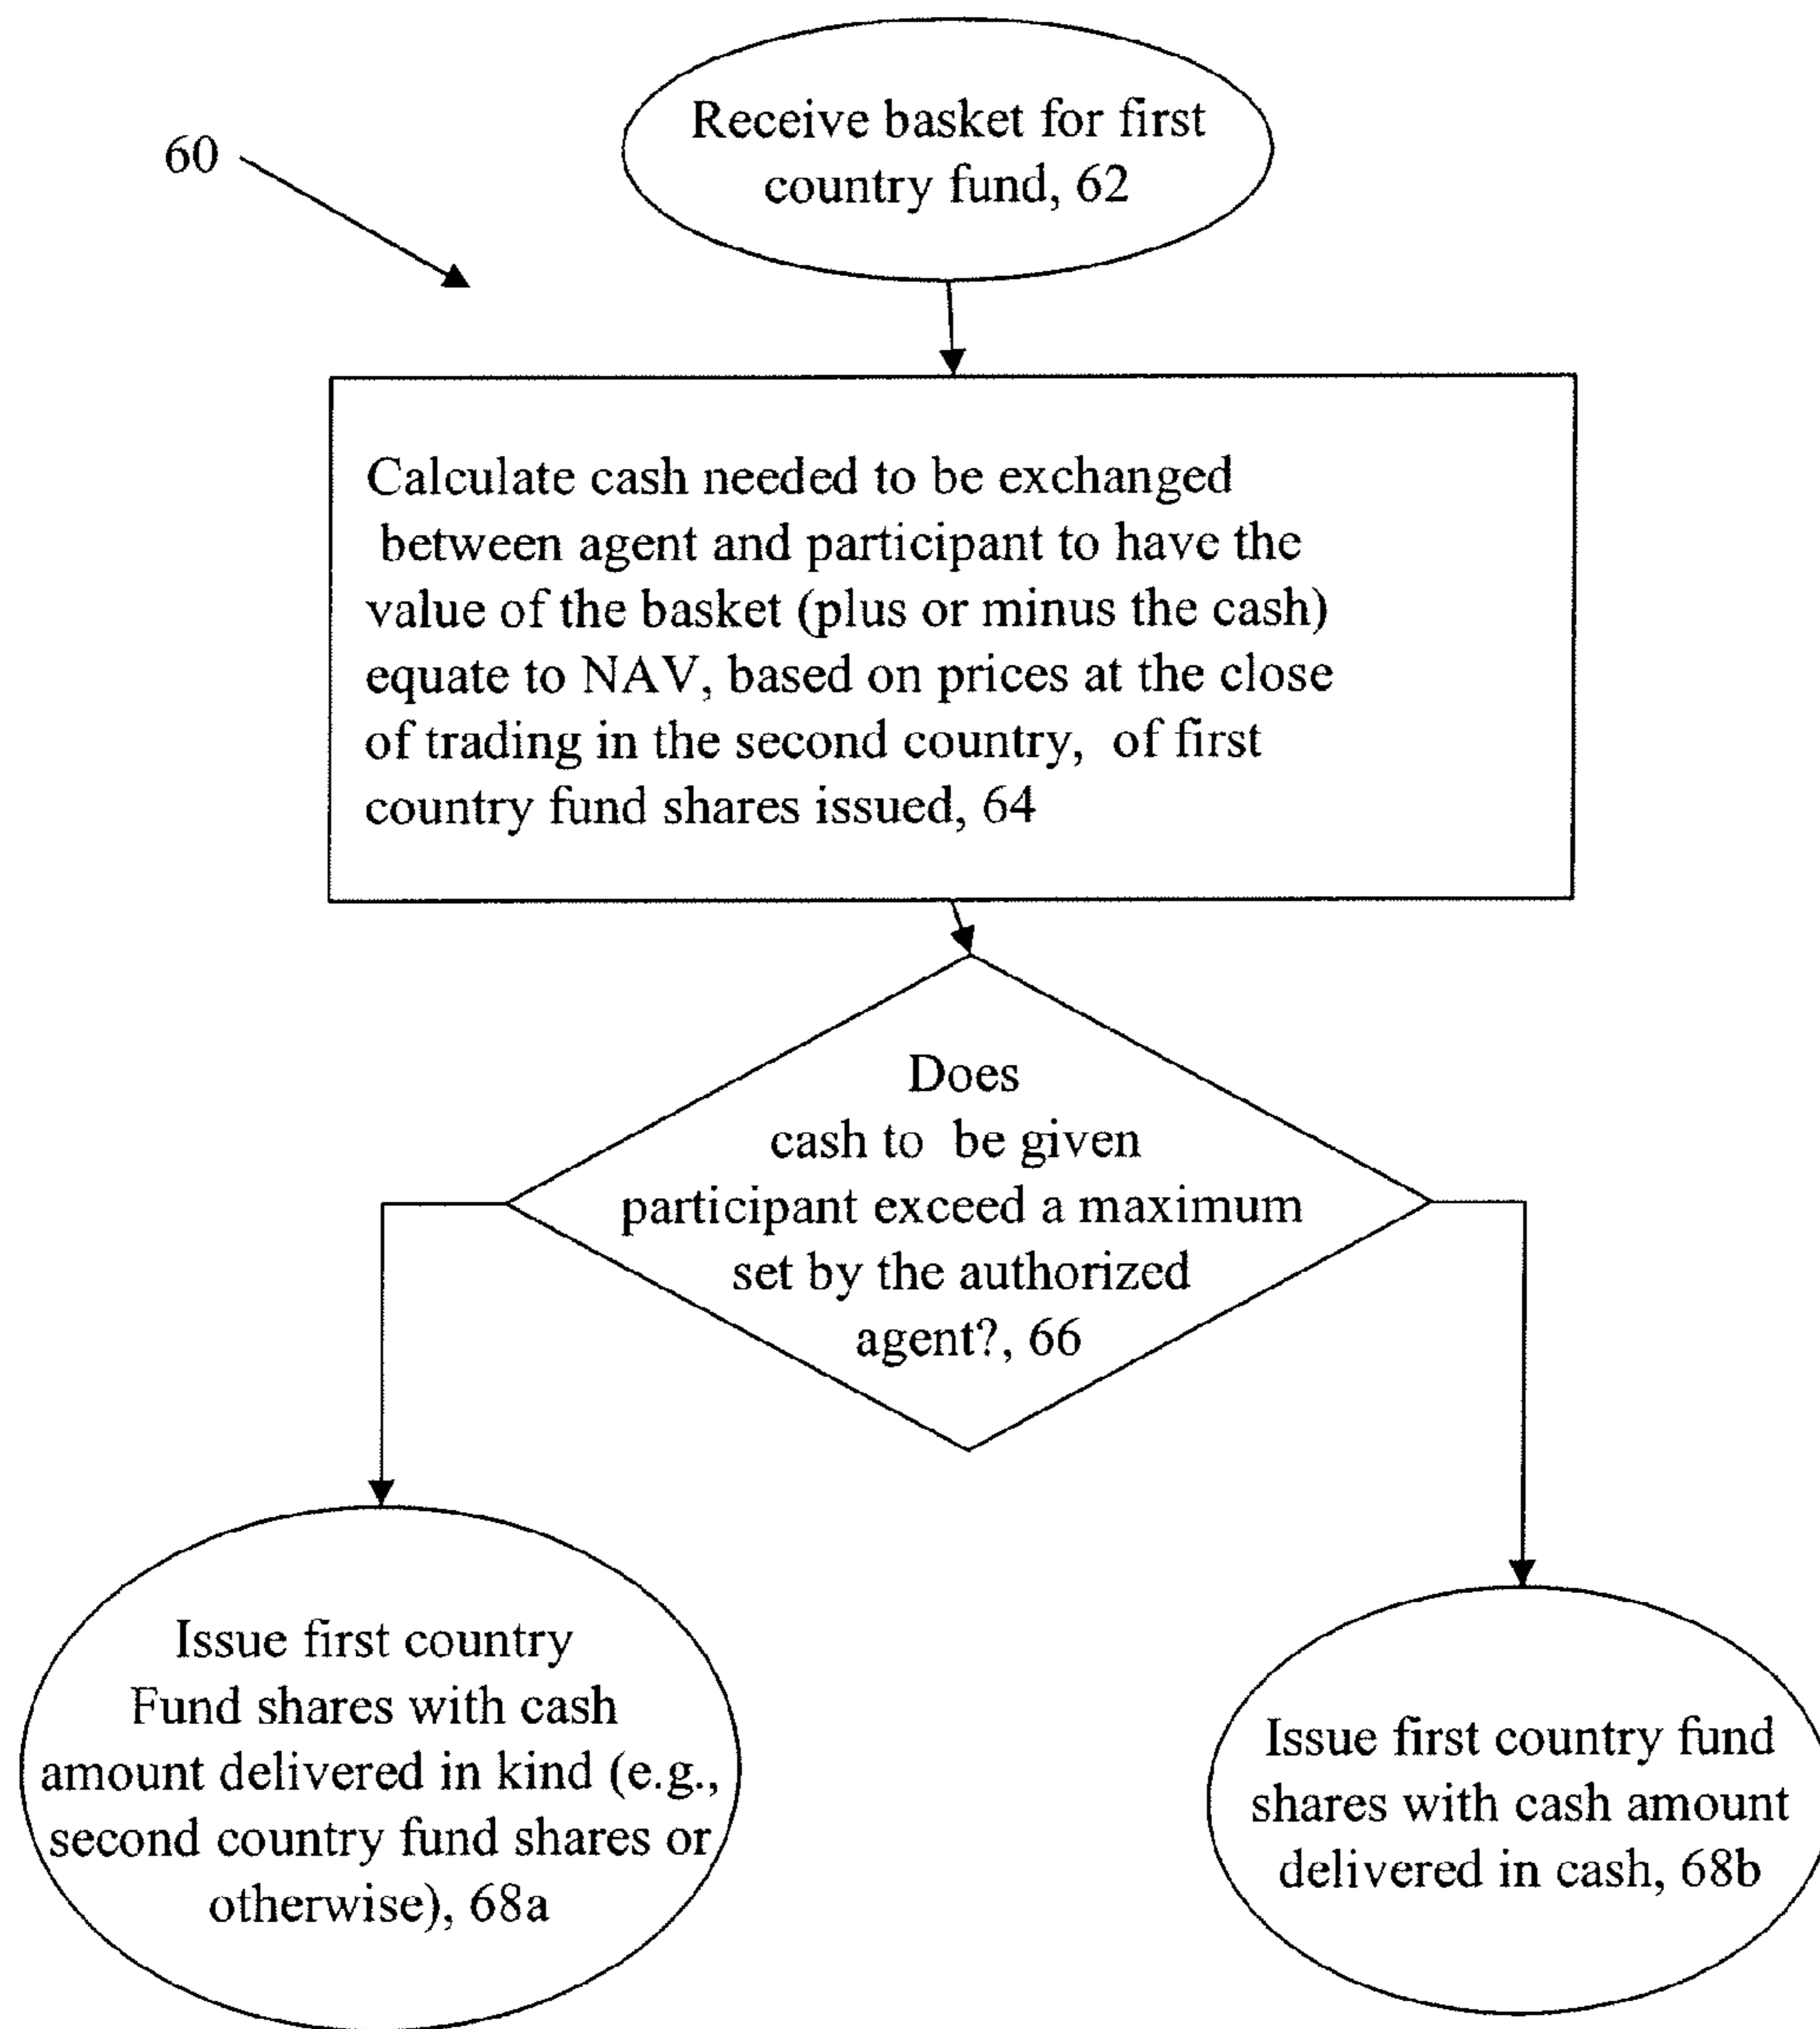 Receive basket for first
country fund, 62
60
Calculate cash needed to be exchanged
between agent and participant to have the
value of the basket (plus or minus the cash)
equate to NAV, based on prices at the close
of trading in the second country, of first
country fund shares issued, 64
Does
cash to be given
participant exceed a maximum
set by the authorized
agent?, 66
Issue first country
Fund shares with cash
amount delivered in kind (e.g.,
second country fund shares or
otherwise), 68a
Issue first country fund
shares with cash amount
delivered in cash, 68b